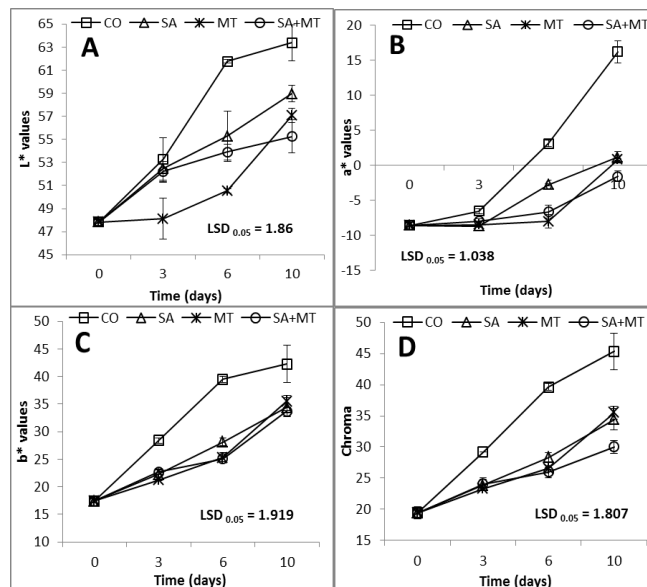 CO SA MT SA+MT
A
L* values
65
63
61
59
57
55
53
51
49
47
45
0 3 6 10
LSD 0.05 = 1.86
Time (days)
CO SA MT SA+MT
B
a* values
20
15
10
5
0
-5
-10
-15
0 3 6 10
LSD 0.05 = 1.038
Time (days)
CO SA MT SA+MT
C
b* values
50
45
40
35
30
25
20
15
10
0 3 6 10
LSD 0.05 = 1.919
Time (days)
CO SA MT SA+MT
D
Chroma
50
45
40
35
30
25
20
15
10
0 3 6 10
LSD 0.05 = 1.807
Time (days)